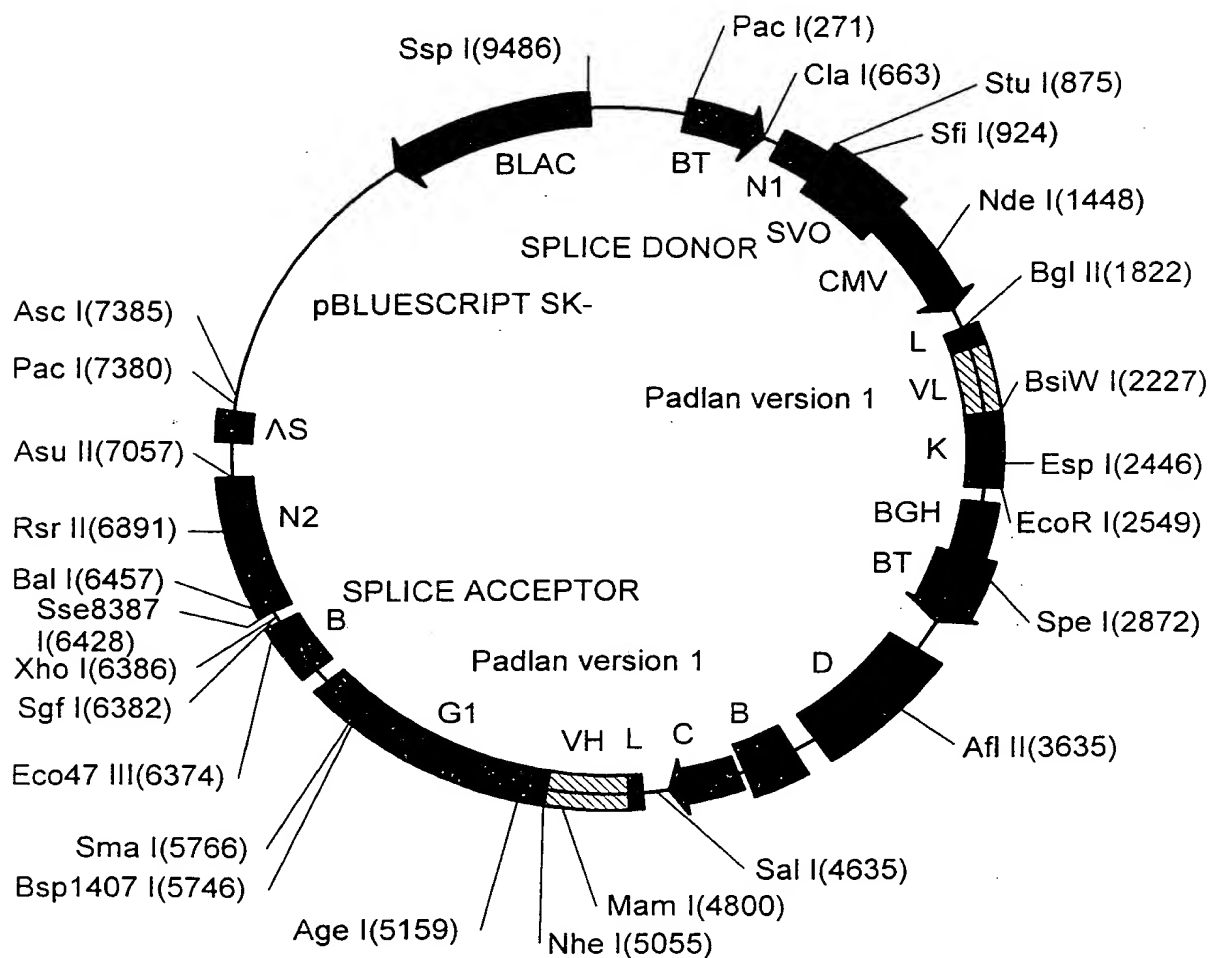 Pac I(271)
Ssp I(9486)
Cla I(663)
Stu I(875)
Sfi I(924)
BLAC
BT
N1
Nde I(1448)
SVO
SPLICE DONOR
CMV
Bgl II(1822)
pBLUESCRIPT SK-
Asc I(7385)
L
Pac I(7380)
VL
BsiW I(2227)
Padlan version 1
ΛS
K
Asu II(7057)
Esp I(2446)
N2
BGH
EcoR I(2549)
Rsr II(6891)
BT
Bal I(6457)
SPLICE ACCEPTOR
Sse8387
I(6428)
B
Spe I(2872)
Xho I(6386)
Padlan version 1
D
Sgf I(6382)
G1
VH
L
C
B
Afl II(3635)
Eco47 III(6374)
Sma I(5766)
Sal I(4635)
Bsp1407 I(5746)
Mam I(4800)
Age I(5159)
Nhe I(5055)